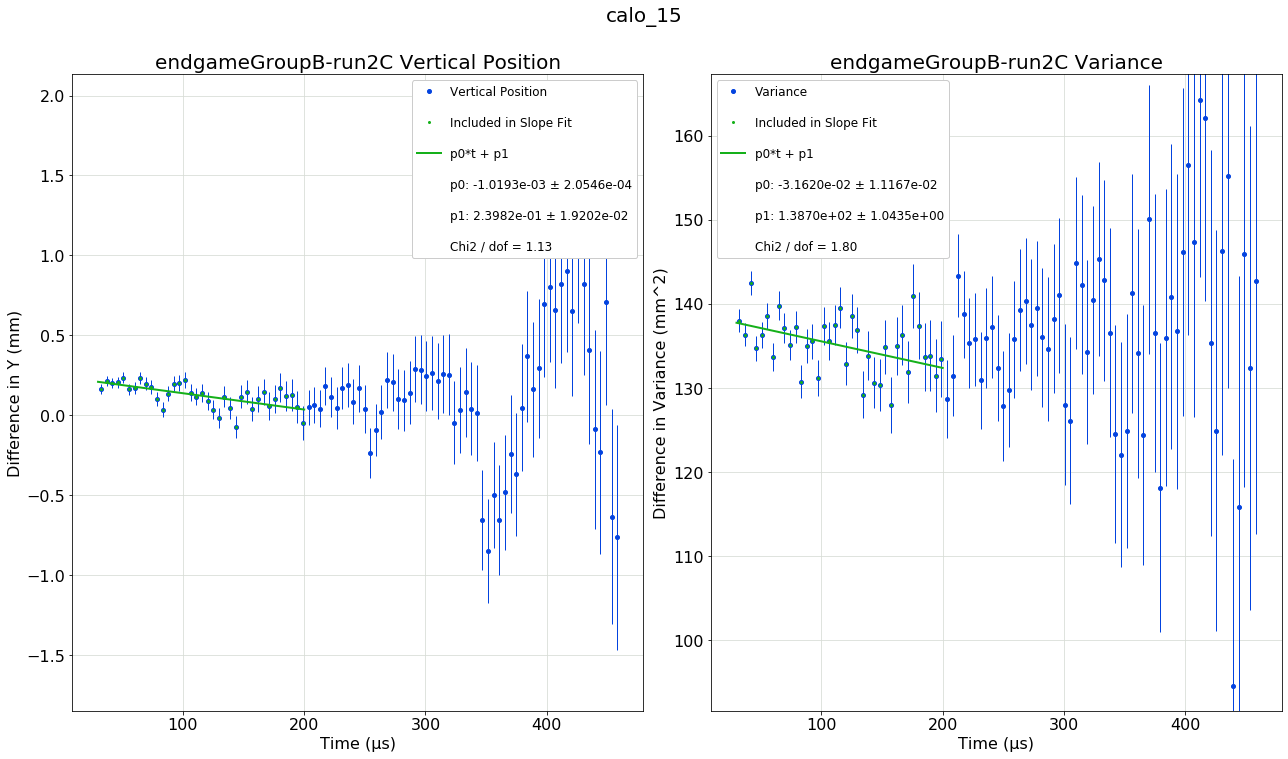 calo_15
endgameGroupB-run2C Vertical Position
Difference in Y (mm)
2.0
1.5
1.0
0.5
0.0
−0.5
−1.0
−1.5
Vertical Position
Included in Slope Fit
p0*t + p1
p0: -1.0193e-03 ± 2.0546e-04
p1: 2.3982e-01 ± 1.9202e-02
Chi2 / dof = 1.13
100 200 300 400
Time (μs)
endgameGroupB-run2C Variance
Difference in Variance (mm^2)
160
150
140
130
120
110
100
Variance
Included in Slope Fit
p0*t + p1
p0: -3.1620e-02 ± 1.1167e-02
p1: 1.3870e+02 ± 1.0435e+00
Chi2 / dof = 1.80
100 200 300 400
Time (μs)